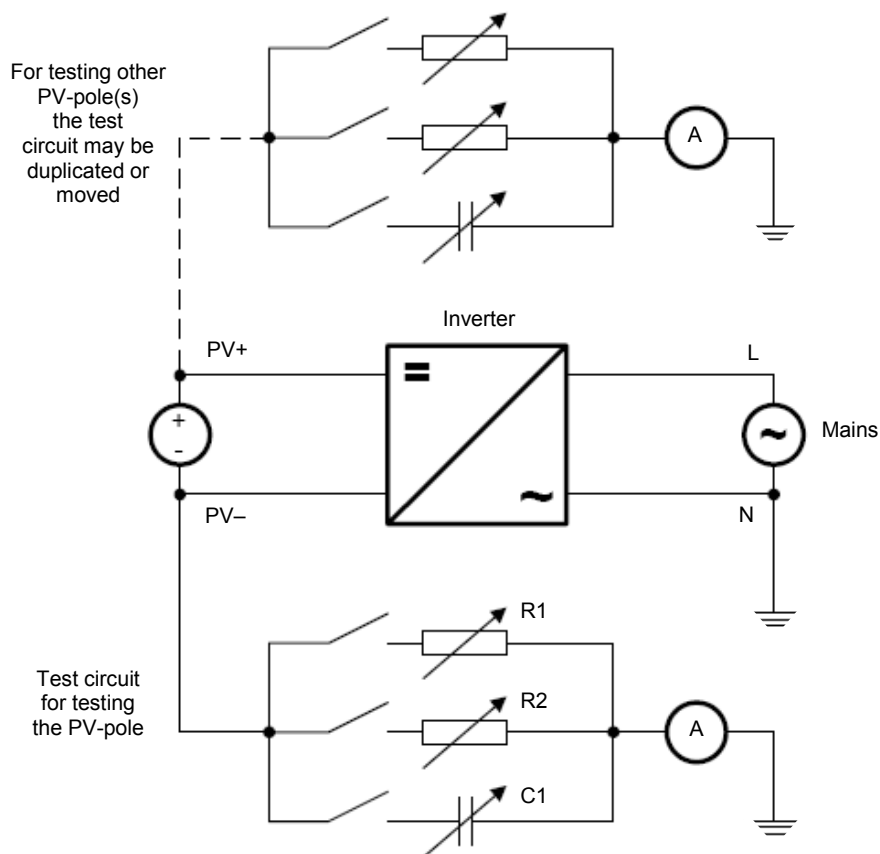 For testing other
PV-pole(s)
the test
circuit may be
duplicated or
moved
A
Inverter
PV+
L
+
-
Mains
PV–
N
R1
Test circuit
for testing
the PV-pole
R2
A
C1